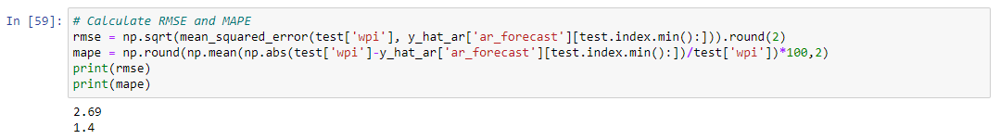 In [59]: # Calculate RMSE and MAPE
rmse = np.sqrt(mean_squared_error(test['wpi'], y_hat_ar['ar_forecast'][test.index.min():])).round(2)
mape = np.round(np.mean(np.abs(test['wpi']-y_hat_ar['ar_forecast'][test.index.min():])/test['wpi'])*100,2)
print(rmse)
print(mape)
2.69
1.4